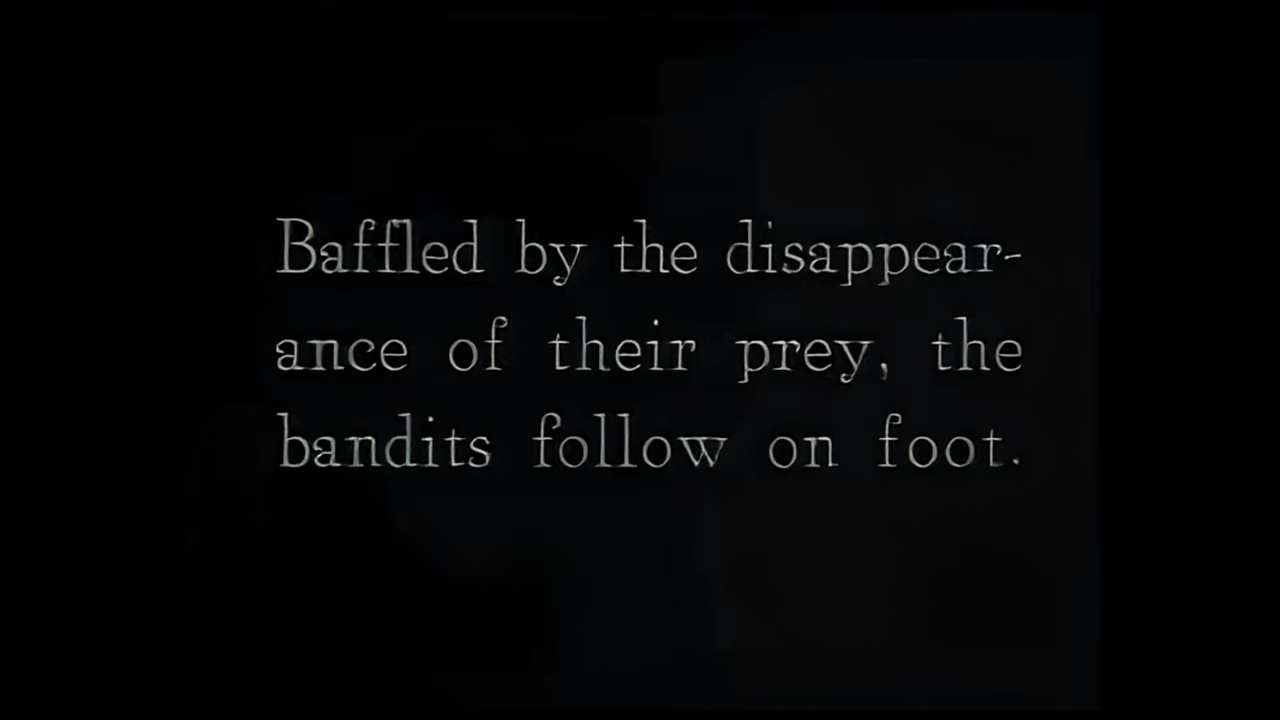 Baffled by the disappear-
ance of their prey, the
bandits follow on foot.